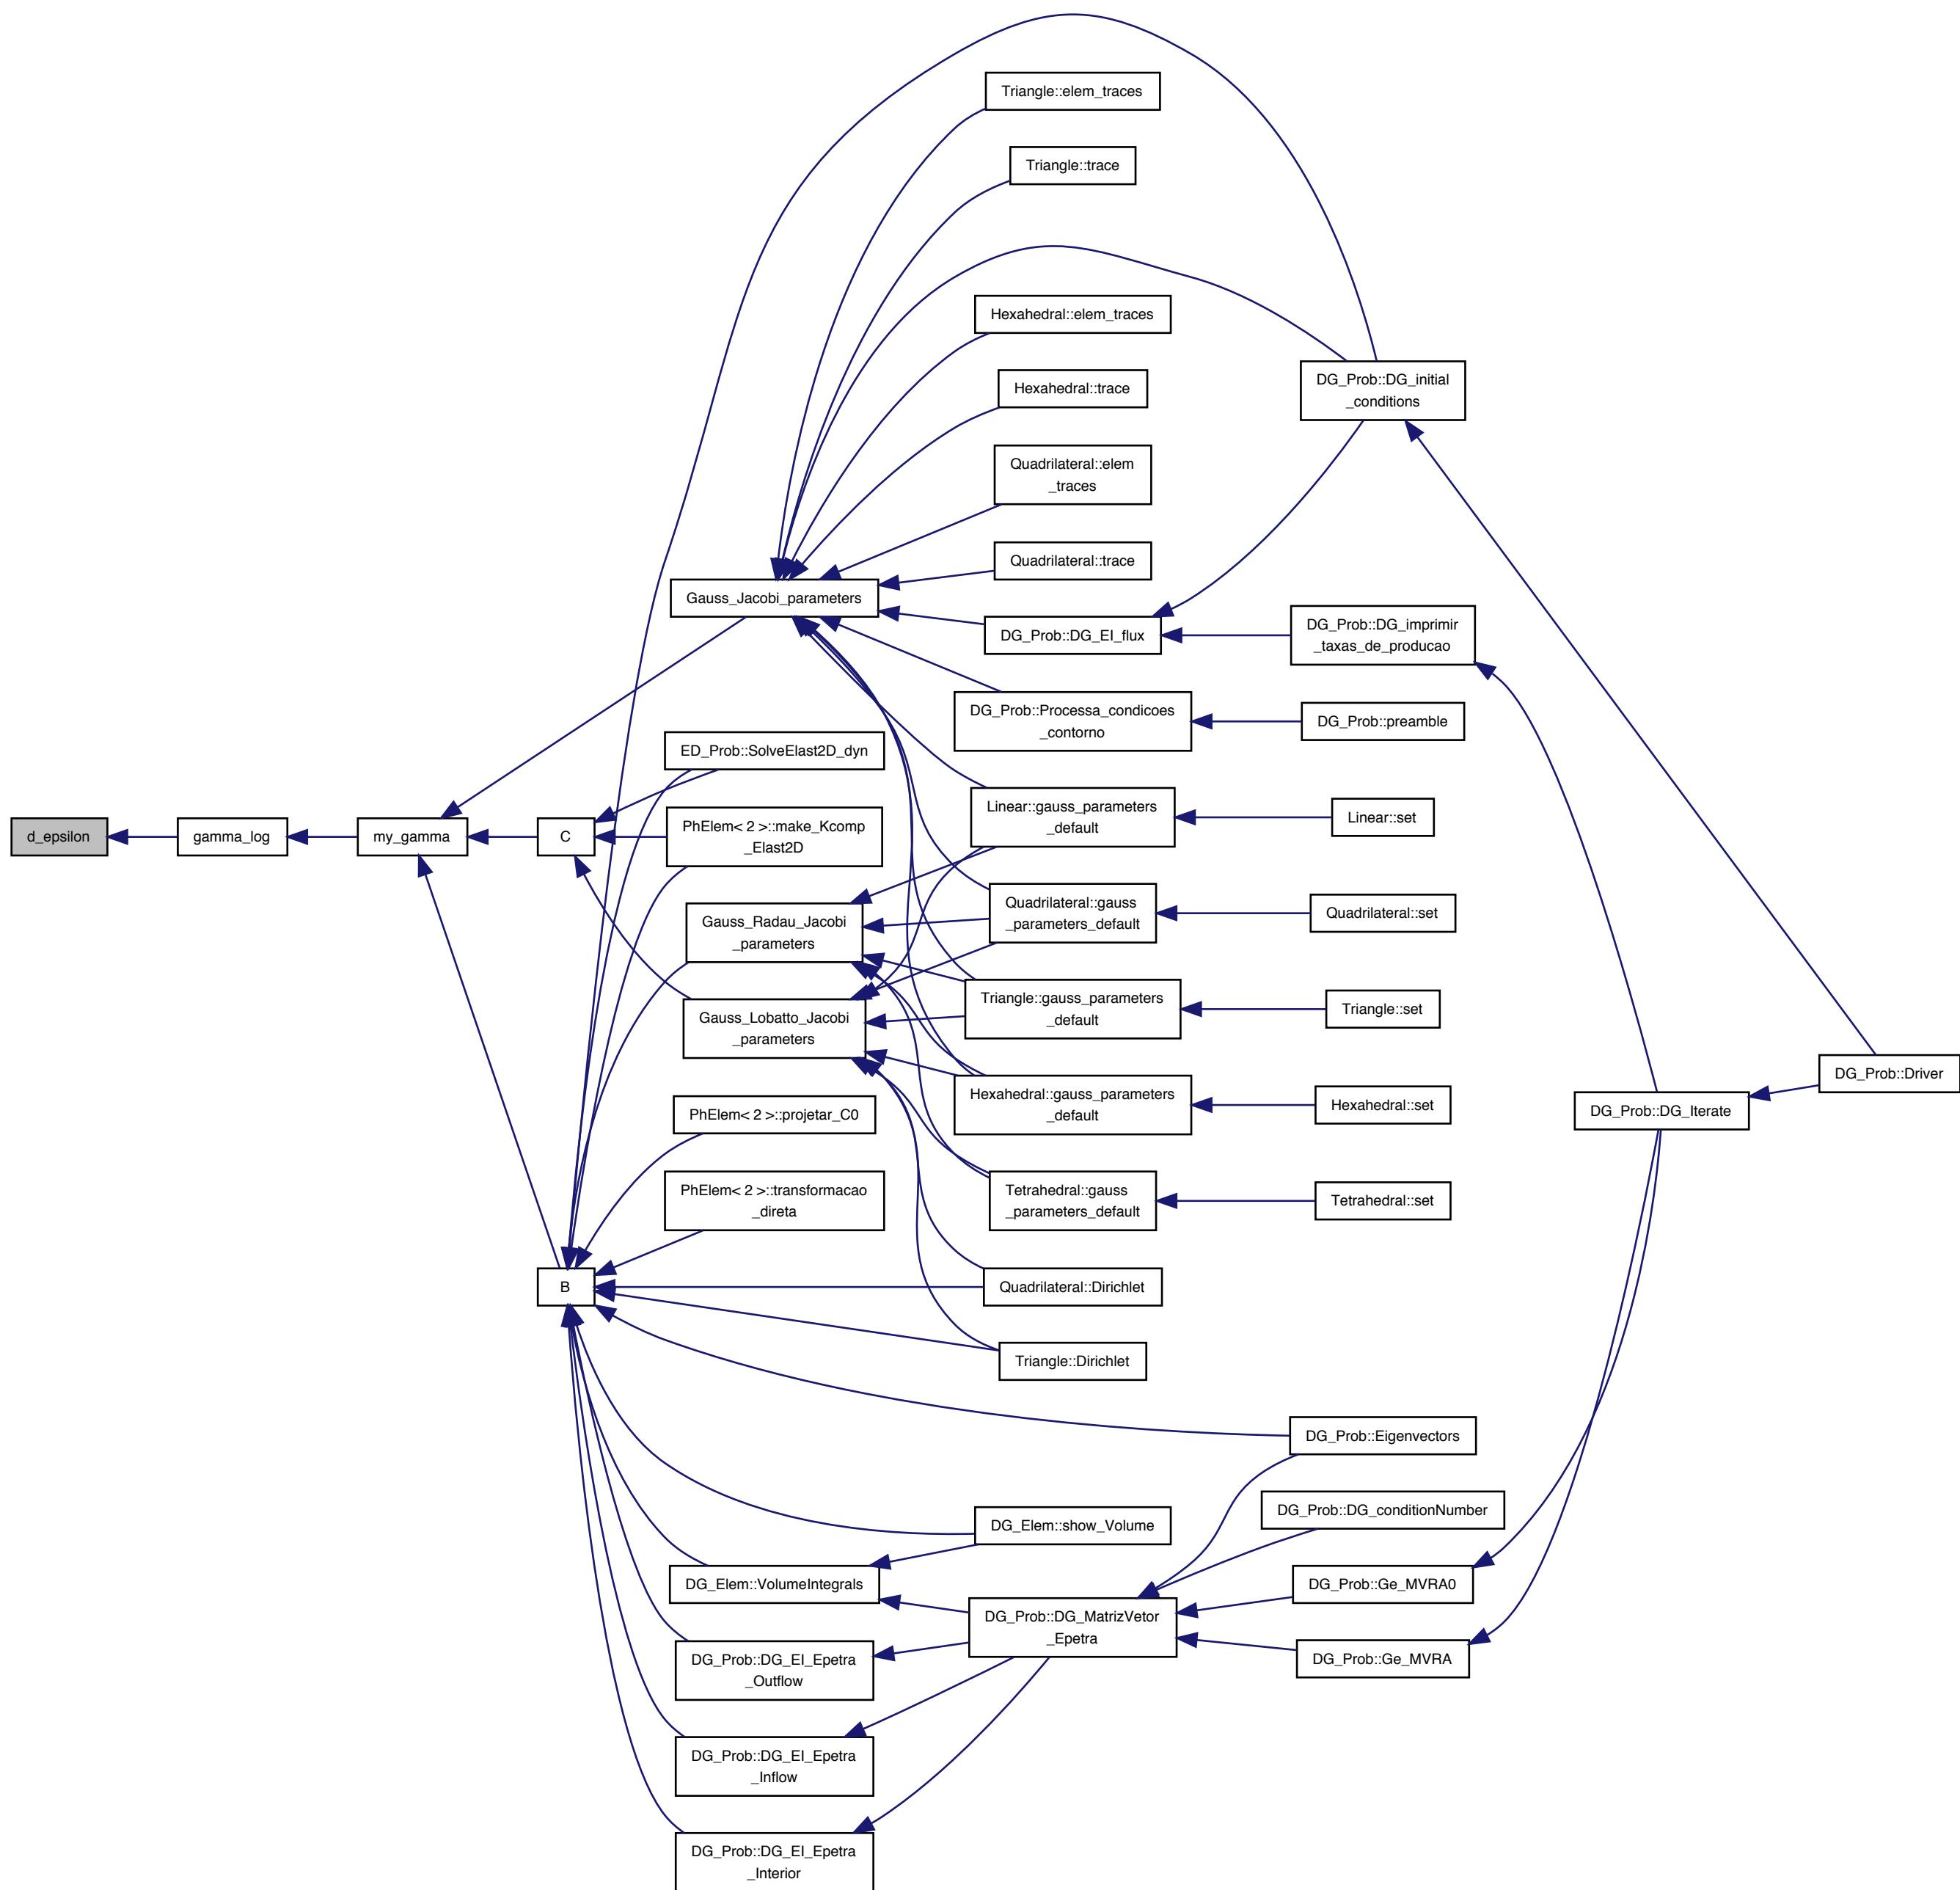 Triangle::elem_traces
Triangle::trace
Hexahedral::elem_traces
Hexahedral::trace
DG_Prob::DG_initial
_conditions
Quadrilateral::elem
_traces
Quadrilateral::trace
Gauss_Jacobi_parameters
DG_Prob::DG_EI_flux
DG_Prob::DG_imprimir
_taxas_de_producao
DG_Prob::Processa_condicoes
_contorno
DG_Prob::preamble
ED_Prob::SolveElast2D_dyn
Linear::gauss_parameters
_default
Linear::set
d_epsilon
gamma_log
my_gamma
C
PhElem< 2 >::make_Kcomp
_Elast2D
Gauss_Radau_Jacobi
_parameters
Quadrilateral::gauss
_parameters_default
Quadrilateral::set
Gauss_Lobatto_Jacobi
_parameters
Triangle::gauss_parameters
_default
Triangle::set
DG_Prob::Driver
PhElem< 2 >::projetar_C0
Hexahedral::gauss_parameters
_default
Hexahedral::set
DG_Prob::DG_Iterate
PhElem< 2 >::transformacao
_direta
Tetrahedral::gauss
_parameters_default
Tetrahedral::set
B
Quadrilateral::Dirichlet
Triangle::Dirichlet
DG_Prob::Eigenvectors
DG_Elem::show_Volume
DG_Prob::DG_conditionNumber
DG_Elem::VolumeIntegrals
DG_Prob::Ge_MVRA0
DG_Prob::DG_MatrizVetor
_Epetra
DG_Prob::DG_EI_Epetra
_Outflow
DG_Prob::Ge_MVRA
DG_Prob::DG_EI_Epetra
_Inflow
DG_Prob::DG_EI_Epetra
_Interior